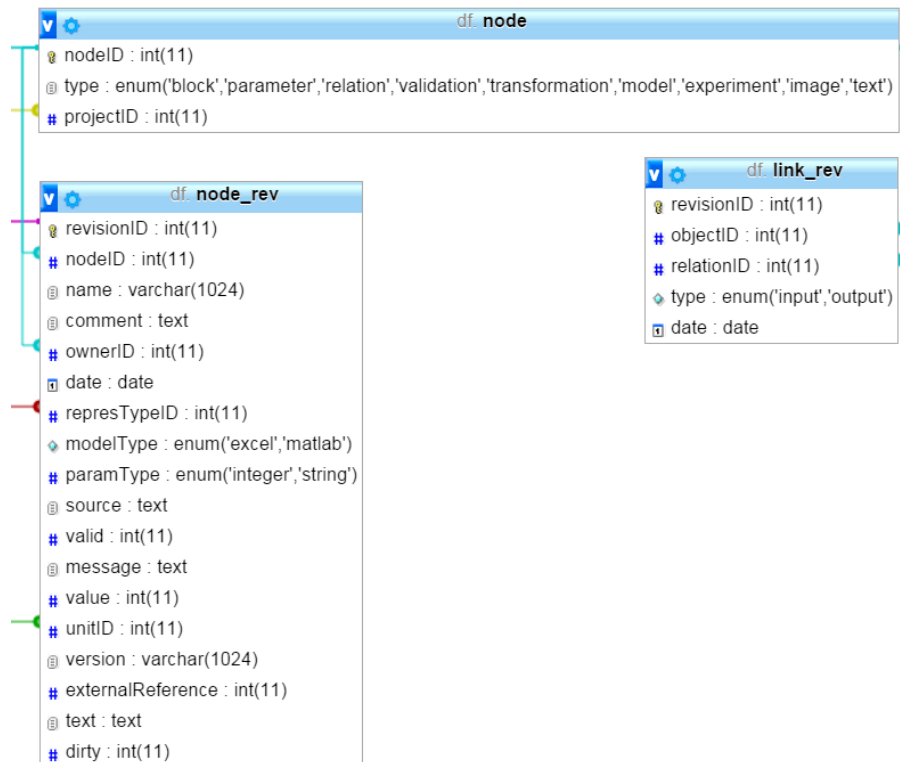 df. node
nodeID : int(11)
type : enum('block','parameter','relation','validation','transformation','model','experiment','image','text')
projectID : int(11)
df. node_rev
revisionID : int(11)
nodeID : int(11)
name : varchar(1024)
comment : text
ownerID : int(11)
date : date
represTypeID : int(11)
modelType : enum('excel','matlab')
paramType : enum('integer','string')
source : text
valid : int(11)
message : text
value : int(11)
unitID : int(11)
version : varchar(1024)
externalReference : int(11)
text : text
dirty : int(11)
df. link_rev
revisionID : int(11)
objectID : int(11)
relationID : int(11)
type : enum('input','output')
date : date